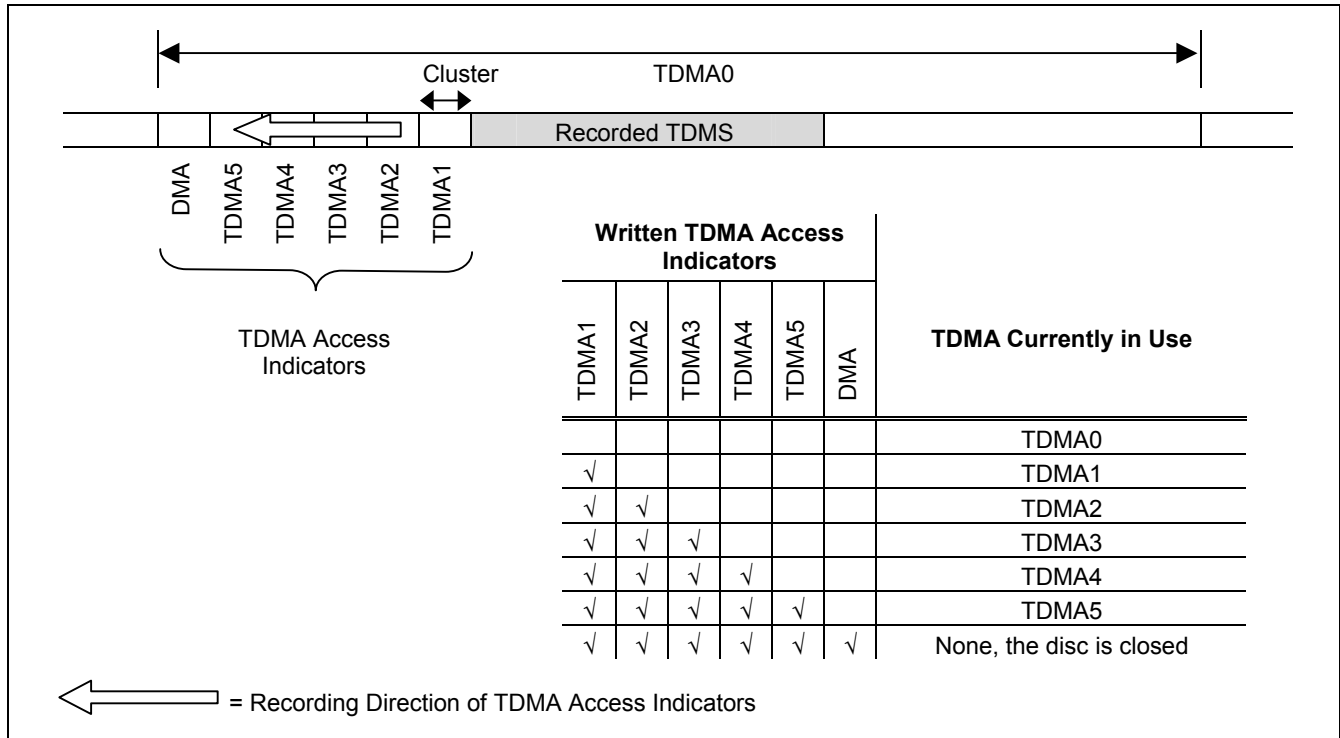 Cluster TDMA0
Recorded TDMS
DMA TDMA5 TDMA4 TDMA3 TDMA2 TDMA1
TDMA Access
Indicators
Written TDMA Access
Indicators
TDMA1 TDMA2 TDMA3 TDMA4 TDMA5 DMA TDMA Currently in Use
TDMA0
√ TDMA1
√ √ TDMA2
√ √ √ TDMA3
√ √ √ √ TDMA4
√ √ √ √ √ TDMA5
√ √ √ √ √ √ None, the disc is closed
= Recording Direction of TDMA Access Indicators